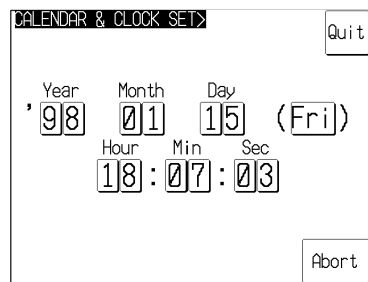 CALENDAR & CLOCK SET>
Quit
Year Month Day
'98 01 15 (Fri)
Hour Min Sec
18:07:03
Abort